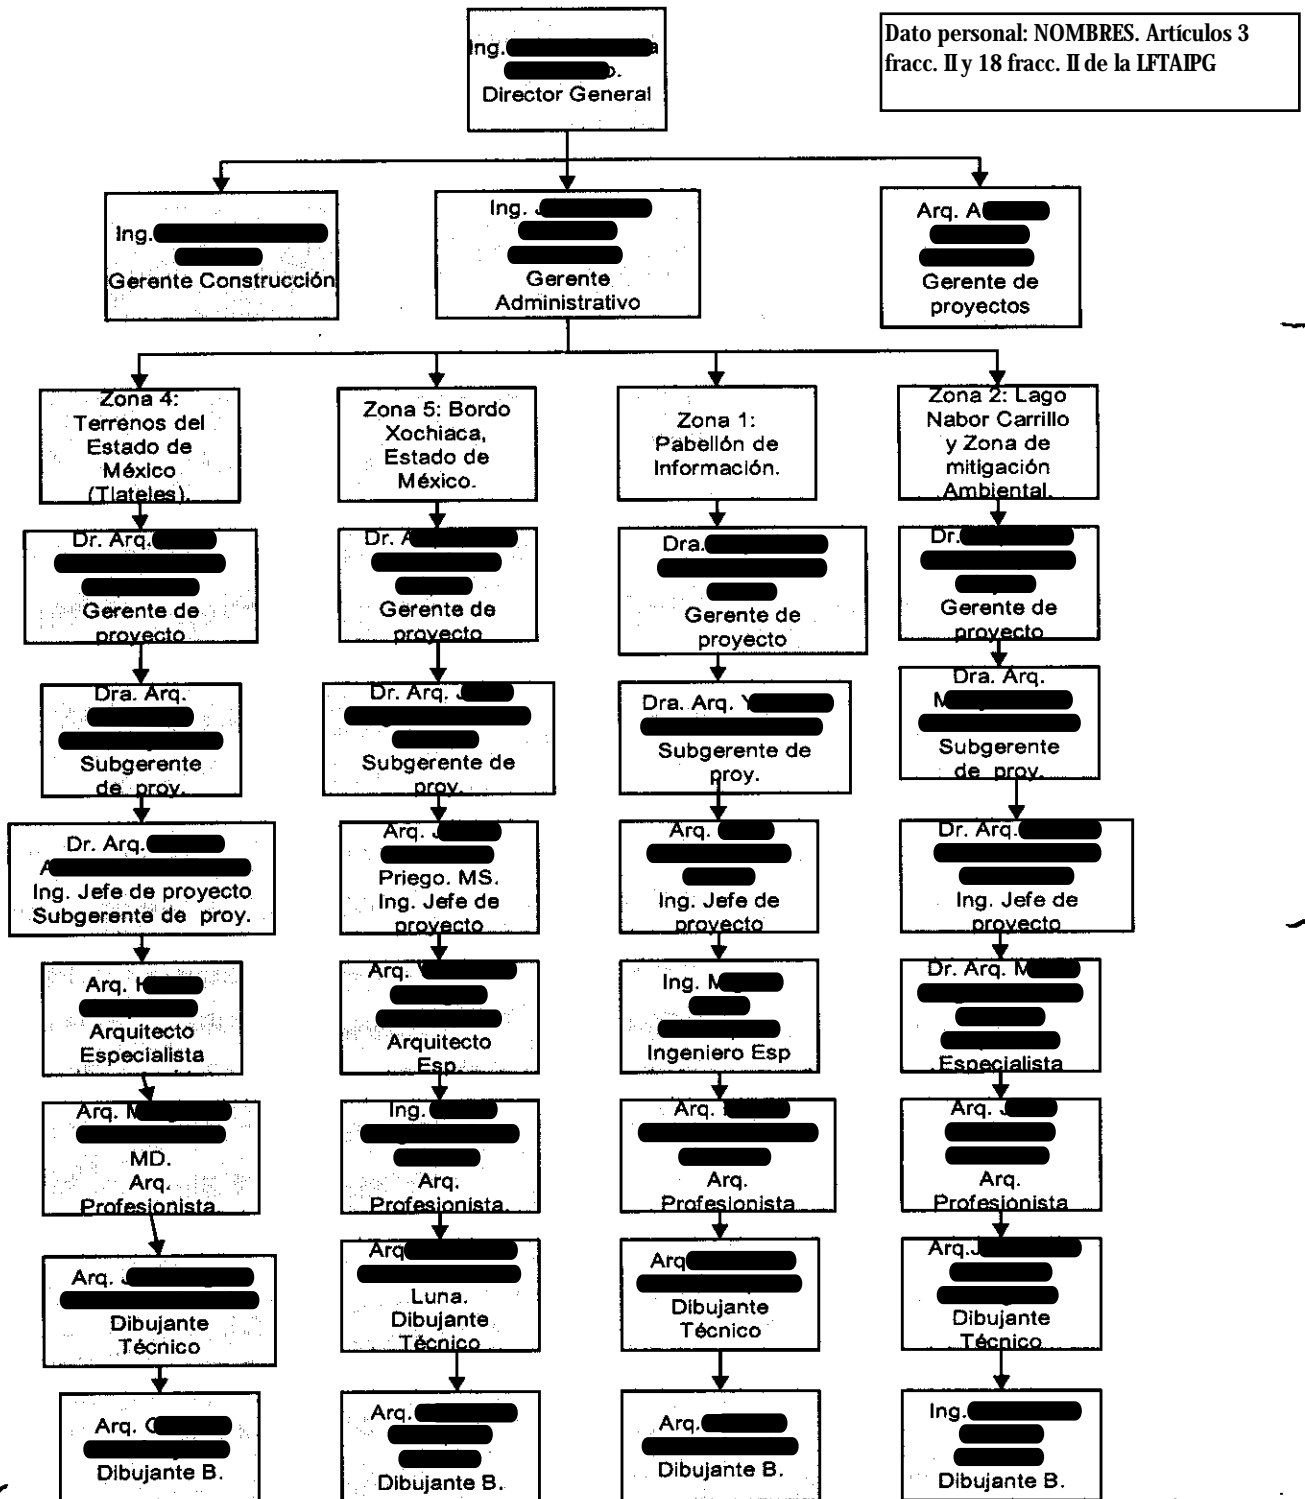 Dato personal: NOMBRES. Artículos 3
fracc. II y 18 fracc. II de la LFTAIPG
Ing.
Director General
Ing.
Gerente Construcción
Ing.
Gerente
Administrativo
Arq. A
Gerente de
proyectos
Zona 4:
Terrenos del
Estado de
México
(Tlateles).
Zona 5: Bordo
Xochiaca,
Estado de
México.
Zona 1:
Pabellón de
Información.
Zona 2: Lago
Nabor Carrillo
y Zona de
mitigación
Ambiental.
Dr. Arq.
Gerente de
proyecto
Dr. A
Gerente de
proyecto
Dra.
Gerente de
proyecto
Dr.
Gerente de
proyecto
Dra. Arq.
Subgerente
de proy.
Dr. Arq. J
Subgerente de
proy.
Dra. Arq. Y
Subgerente de
proy.
Dra. Arq.
M
Subgerente
de proy.
Dr. Arq.
A
Ing. Jefe de proyecto
Subgerente de proy.
Arq. J
Priego. MS.
Ing. Jefe de
proyecto
Arq.
Ing. Jefe de
proyecto
Dr. Arq.
Ing. Jefe de
proyecto
Arq. H
Arquitecto
Especialista
Arq.
Arquitecto
Esp.
Ing. M
Ingeniero Esp
Dr. Arq. M
Especialista
Arq. M
MD.
Arq.
Profesionista.
Ing.
Arq.
Profesionista.
Arq.
Arq.
Profesionista
Arq. J
Arq.
Profesionista
Arq. J
Dibujante
Técnico
Arq
Luna.
Dibujante
Técnico
Arq
Dibujante
Técnico
Arq.J
Dibujante
Técnico
Arq. C
Dibujante B.
Arq.
Dibujante B.
Arq.
Dibujante B.
Ing.
Dibujante B.